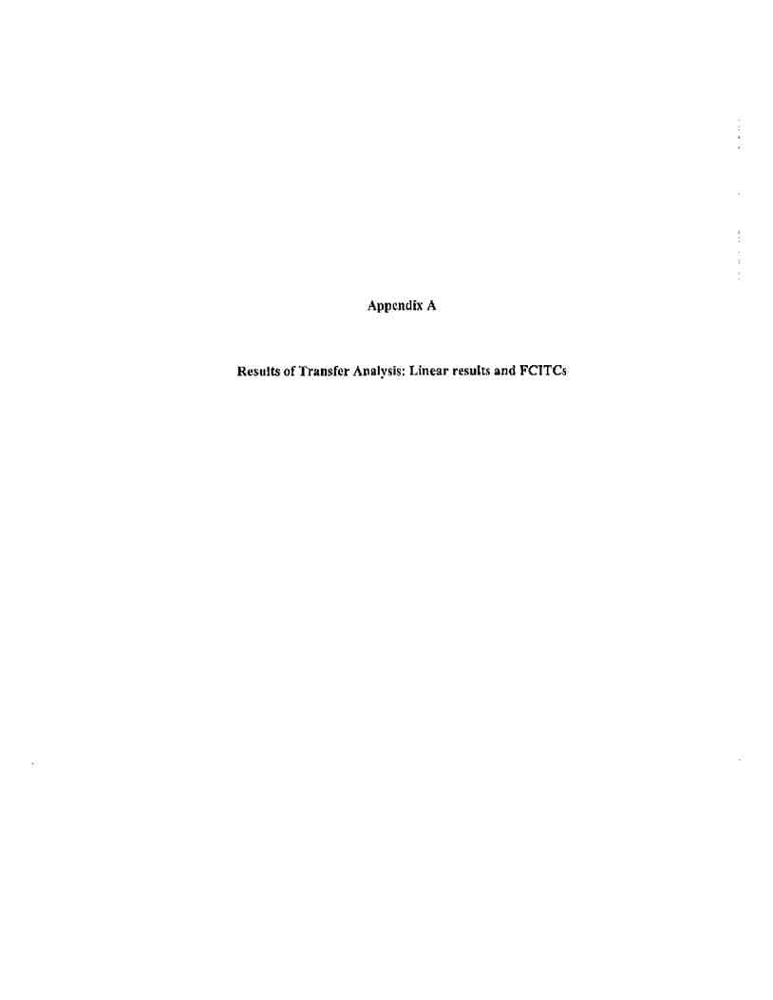 Appendix A
Results of Transfer Analysis: Linear results and FCITCs